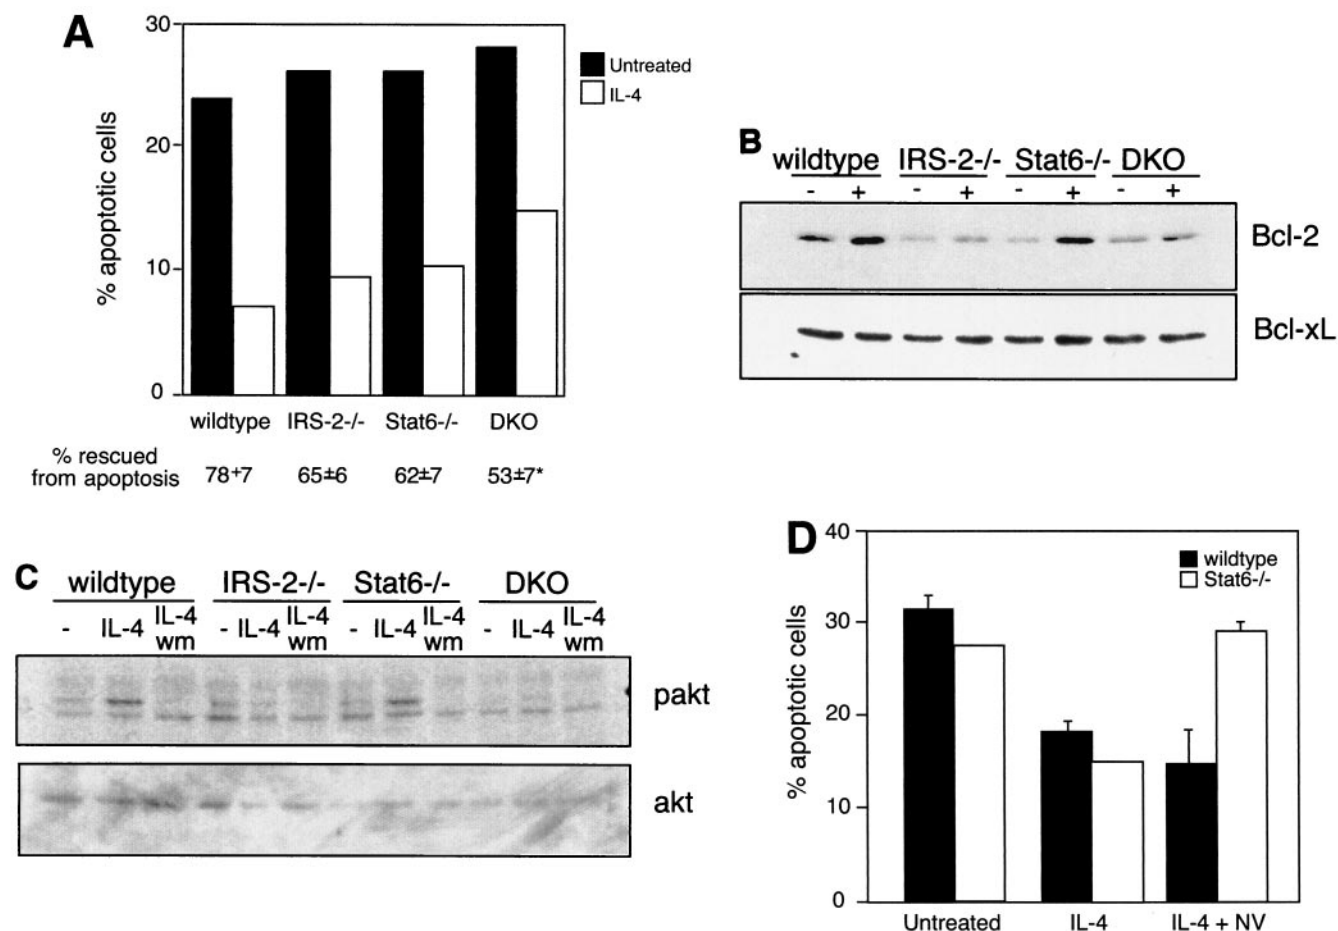 A
30
20
10
0
% apoptotic cells
Untreated
IL-4
wildtype IRS-2-/- Stat6-/- DKO
% rescued
from apoptosis
78+7 65±6 62±7 53±7*
B
wildtype IRS-2-/- Stat6-/- DKO
- + - + - + - +
Bcl-2
Bcl-xL
C
wildtype IRS-2-/- Stat6-/- DKO
- IL-4 IL-4 wm - IL-4 IL-4 wm - IL-4 IL-4 wm - IL-4 IL-4 wm
pakt
akt
D
40
30
20
10
0
% apoptotic cells
wildtype
Stat6-/-
Untreated IL-4 IL-4 + NV